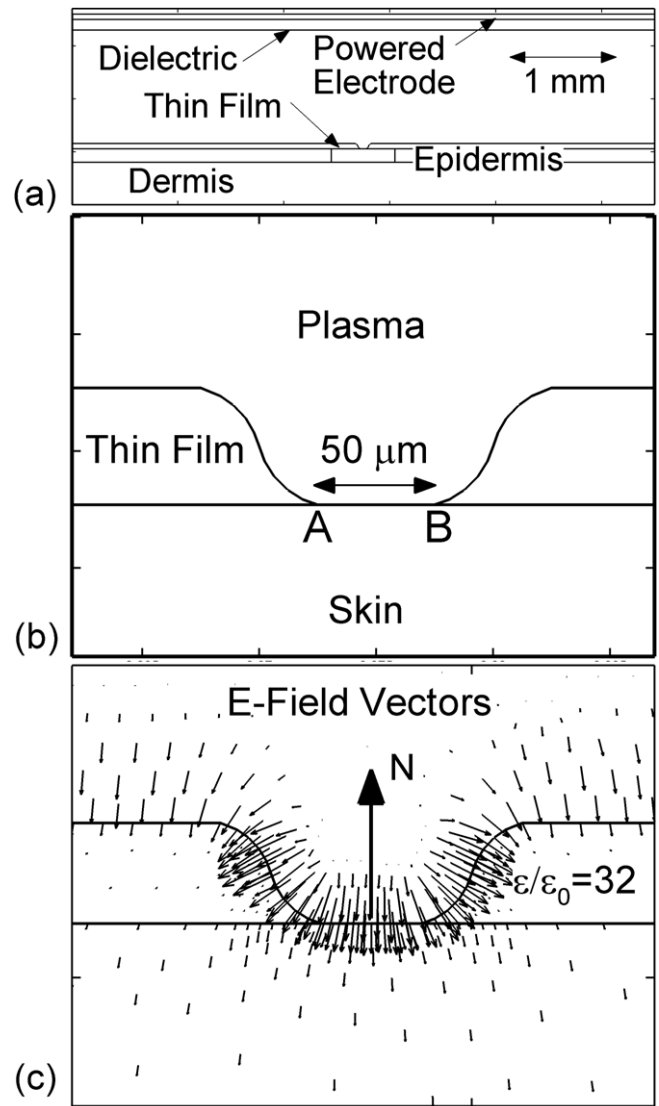 Dielectric
Powered
Electrode
1 mm
Thin Film
Epidermis
Dermis
(a)
Plasma
Thin Film
50 μm
A
B
Skin
(b)
E-Field Vectors
N
ε/ε₀=32
(c)